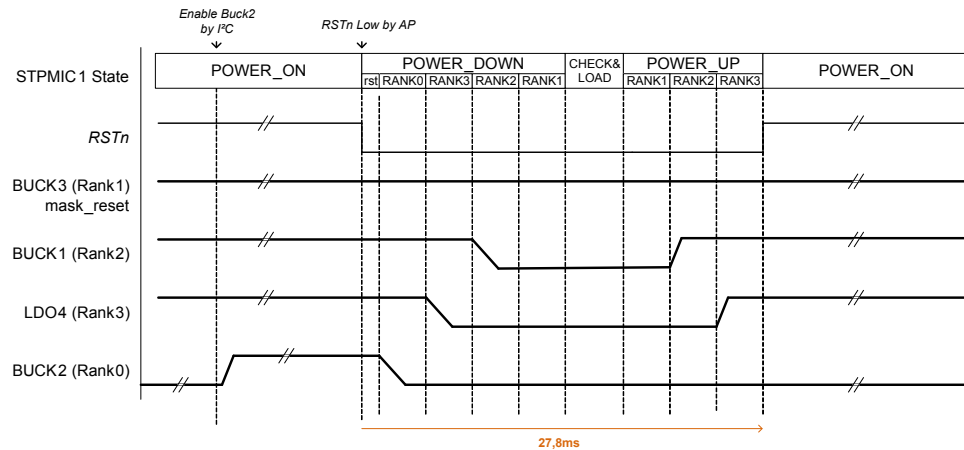 Enable Buck2
by I²C
RSTn Low by AP
STPMIC1 State
POWER_ON
POWER_DOWN
rst RANK0 RANK3 RANK2 RANK1
CHECK&
LOAD
POWER_UP
RANK1 RANK2 RANK3
POWER_ON
RSTn
BUCK3 (Rank1)
mask_reset
BUCK1 (Rank2)
LDO4 (Rank3)
BUCK2 (Rank0)
27,8ms